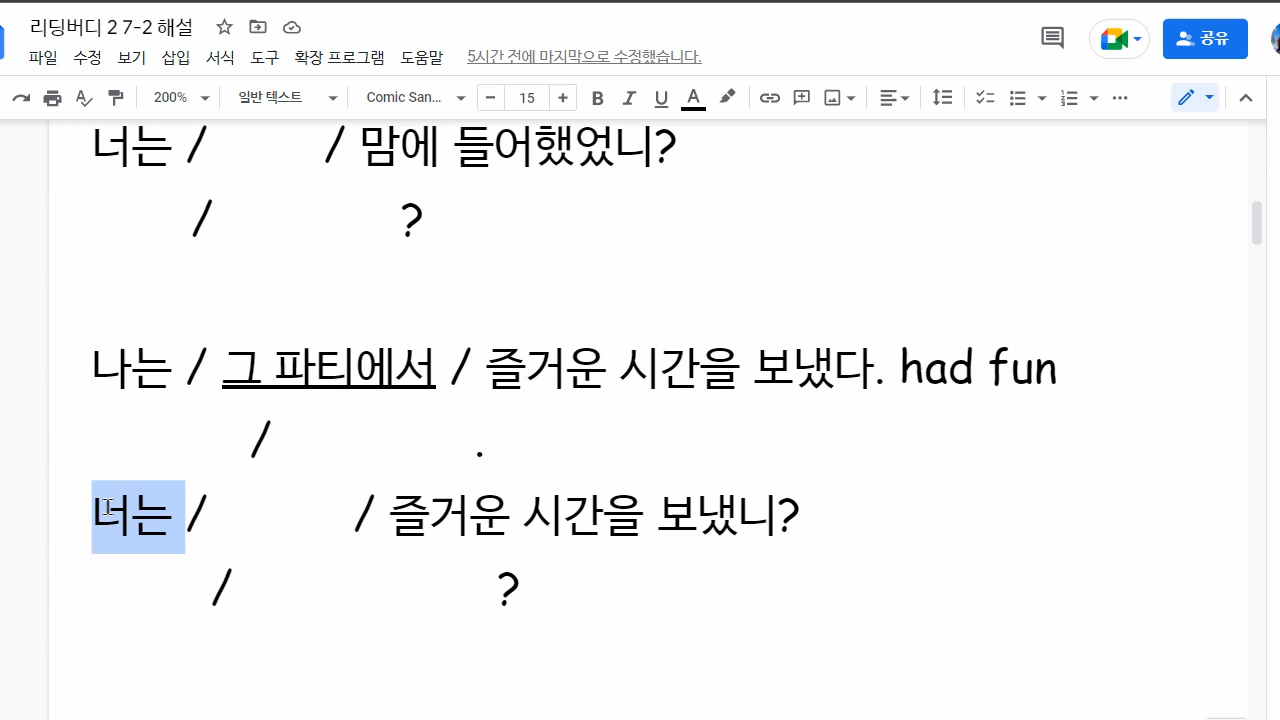 리딩버디 2 7-2 해설
파일 수정 보기 삽입 서식 도구 확장 프로그램 도움말 5시간 전에 마지막으로 수정했습니다.
공유
200% 일반 텍스트 Comic San... 15 B I U A
너는 / / 맘에 들어했었니?
/ ?
나는 / 그 파티에서 / 즐거운 시간을 보냈다. had fun
/ .
너는 / / 즐거운 시간을 보냈니?
/ ?